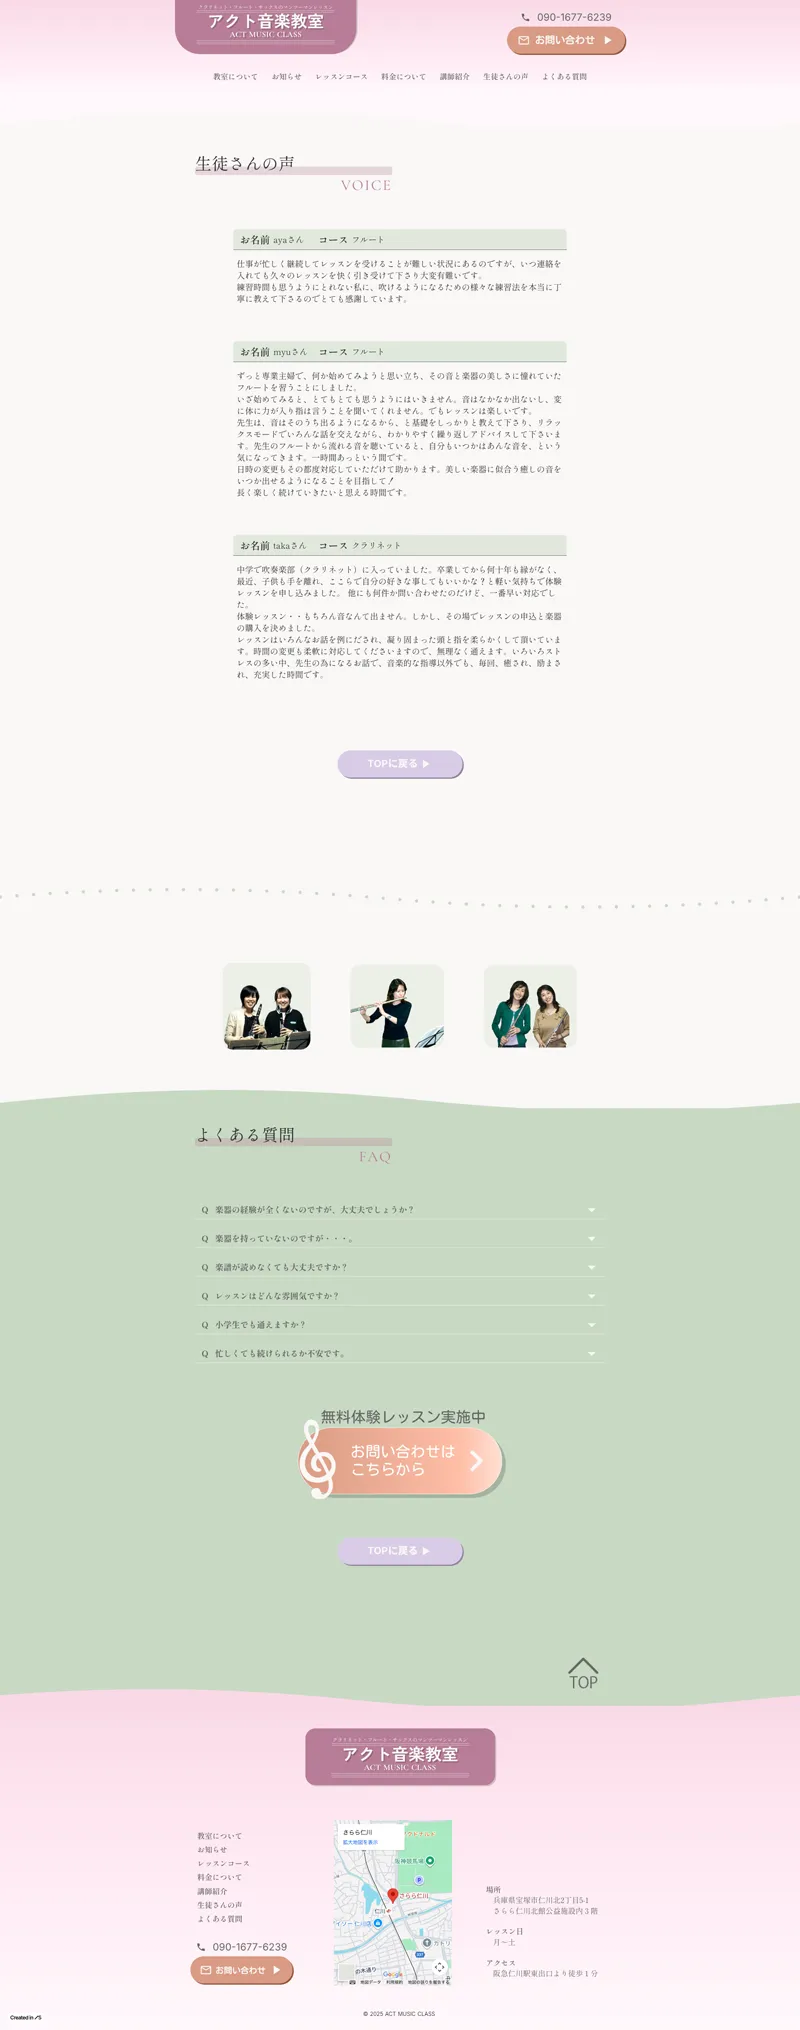 クラリネット・フルート・サックスのマンツーマンレッスン
アクト音楽教室
ACT MUSIC CLASS
090-1677-6239
お問い合わせ
教室について お知らせ レッスンコース 料金について 講師紹介 生徒さんの声 よくある質問
生徒さんの声
VOICE
お名前 ayaさん コース フルート
仕事が忙しく継続してレッスンを受けることが難しい状況にあるのですが、いつ連絡を
入れても久々のレッスンを快く引き受けて下さり大変有難いです。
練習時間も思うようにとれない私に、吹けるようになるための様々な練習法を本当に丁
寧に教えて下さるのでとても感謝しています。
お名前 myuさん コース フルート
ずっと専業主婦で、何か始めてみようと思い立ち、その音と楽器の美しさに憧れていた
フルートを習うことにしました。
いざ始めてみると、とてもとても思うようにはいきません。音はなかなか出ないし、変
に体に力が入り指は言うことを聞いてくれません。でもレッスンは楽しいです。
先生は、音はそのうち出るようになるから、と基礎をしっかりと教えて下さり、リラッ
クスモードでいろんな話を交えながら、わかりやすく繰り返しアドバイスして下さいま
す。先生のフルートから流れる音を聴いていると、自分もいつかはあんな音を、という
気になってきます。一時間あっという間です。
日時の変更もその都度対応していただけて助かります。美しい楽器に似合う癒しの音を
いつか出せるようになることを目指して！
長く楽しく続けていきたいと思える時間です。
お名前 takaさん コース クラリネット
中学で吹奏楽部（クラリネット）に入っていました。卒業してから何十年も縁がなく、
最近、子供も手を離れ、ここらで自分の好きな事してもいいかな？と軽い気持ちで体験
レッスンを申し込みました。 他にも何件か問い合わせたのだけど、一番早い対応でし
た。
体験レッスン・・もちろん音なんて出ません。しかし、その場でレッスンの申込と楽器
の購入を決めました。
レッスンはいろんなお話を例にだされ、凝り固まった頭と指を柔らかくして頂いていま
す。時間の変更も柔軟に対応してくださいますので、無理なく通えます。いろいろスト
レスの多い中、先生の為になるお話で、音楽的な指導以外でも、毎回、癒され、励まさ
れ、充実した時間です。
TOPに戻る
よくある質問
FAQ
Q 楽器の経験が全くないのですが、大丈夫でしょうか？
Q 楽器を持っていないのですが・・・。
Q 楽譜が読めなくても大丈夫ですか？
Q レッスンはどんな雰囲気ですか？
Q 小学生でも通えますか？
Q 忙しくても続けられるか不安です。
無料体験レッスン実施中
お問い合わせは
こちらから
TOPに戻る
TOP
クラリネット・フルート・サックスのマンツーマンレッスン
アクト音楽教室
ACT MUSIC CLASS
教室について
お知らせ
レッスンコース
料金について
講師紹介
生徒さんの声
よくある質問
090-1677-6239
お問い合わせ
さらら仁川
拡大地図を表示
阪神競馬場
さらら仁川
仁川
Google
地図データ 利用規約 地図の誤りを報告する
場所
兵庫県宝塚市仁川北2丁目5-1
さらら仁川北館公益施設内３階
レッスン日
月～土
アクセス
阪急仁川駅東出口より徒歩１分
© 2025 ACT MUSIC CLASS
Created in